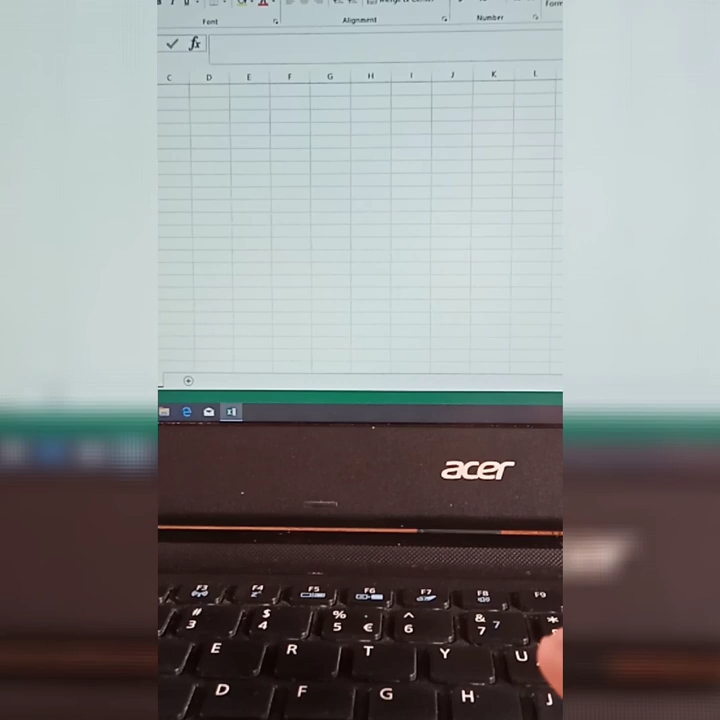 Font Alignment Number
fx
C D E F G H I J K L
acer
F3 F4 F5 F6 F7 F8 F9
# $ % ^ & *
3 4 5 € 6 7 7
E R T Y U
D F G H J